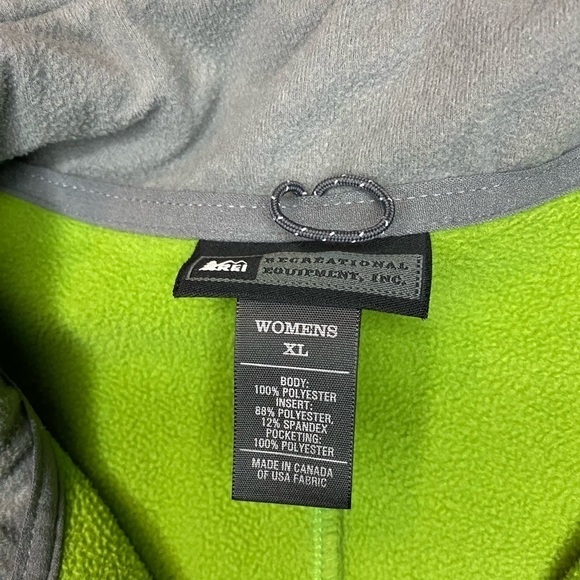 REI
RECREATIONAL
EQUIPMENT, INC.
WOMENS
XL
BODY:
100% POLYESTER
INSERT:
88% POLYESTER,
12% SPANDEX
POCKETING:
100% POLYESTER
MADE IN CANADA
OF USA FABRIC